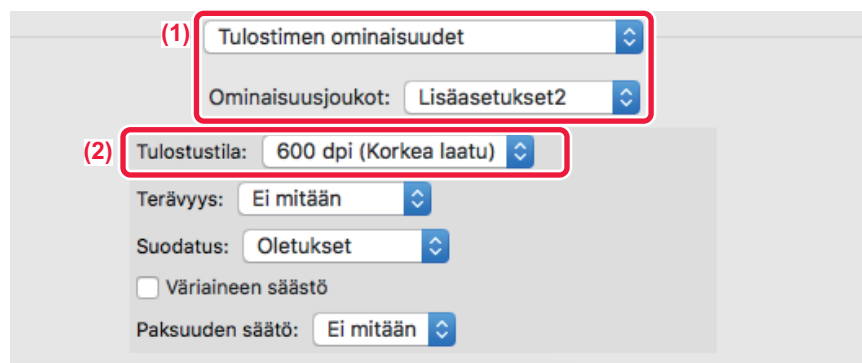 (1) Tulostimen ominaisuudet
Ominaisuusjoukot: Lisäasetukset2
(2) Tulostustila: 600 dpi (Korkea laatu)
Terävyys: Ei mitään
Suodatus: Oletukset
Väriaineen säästö
Paksuuden säätö: Ei mitään